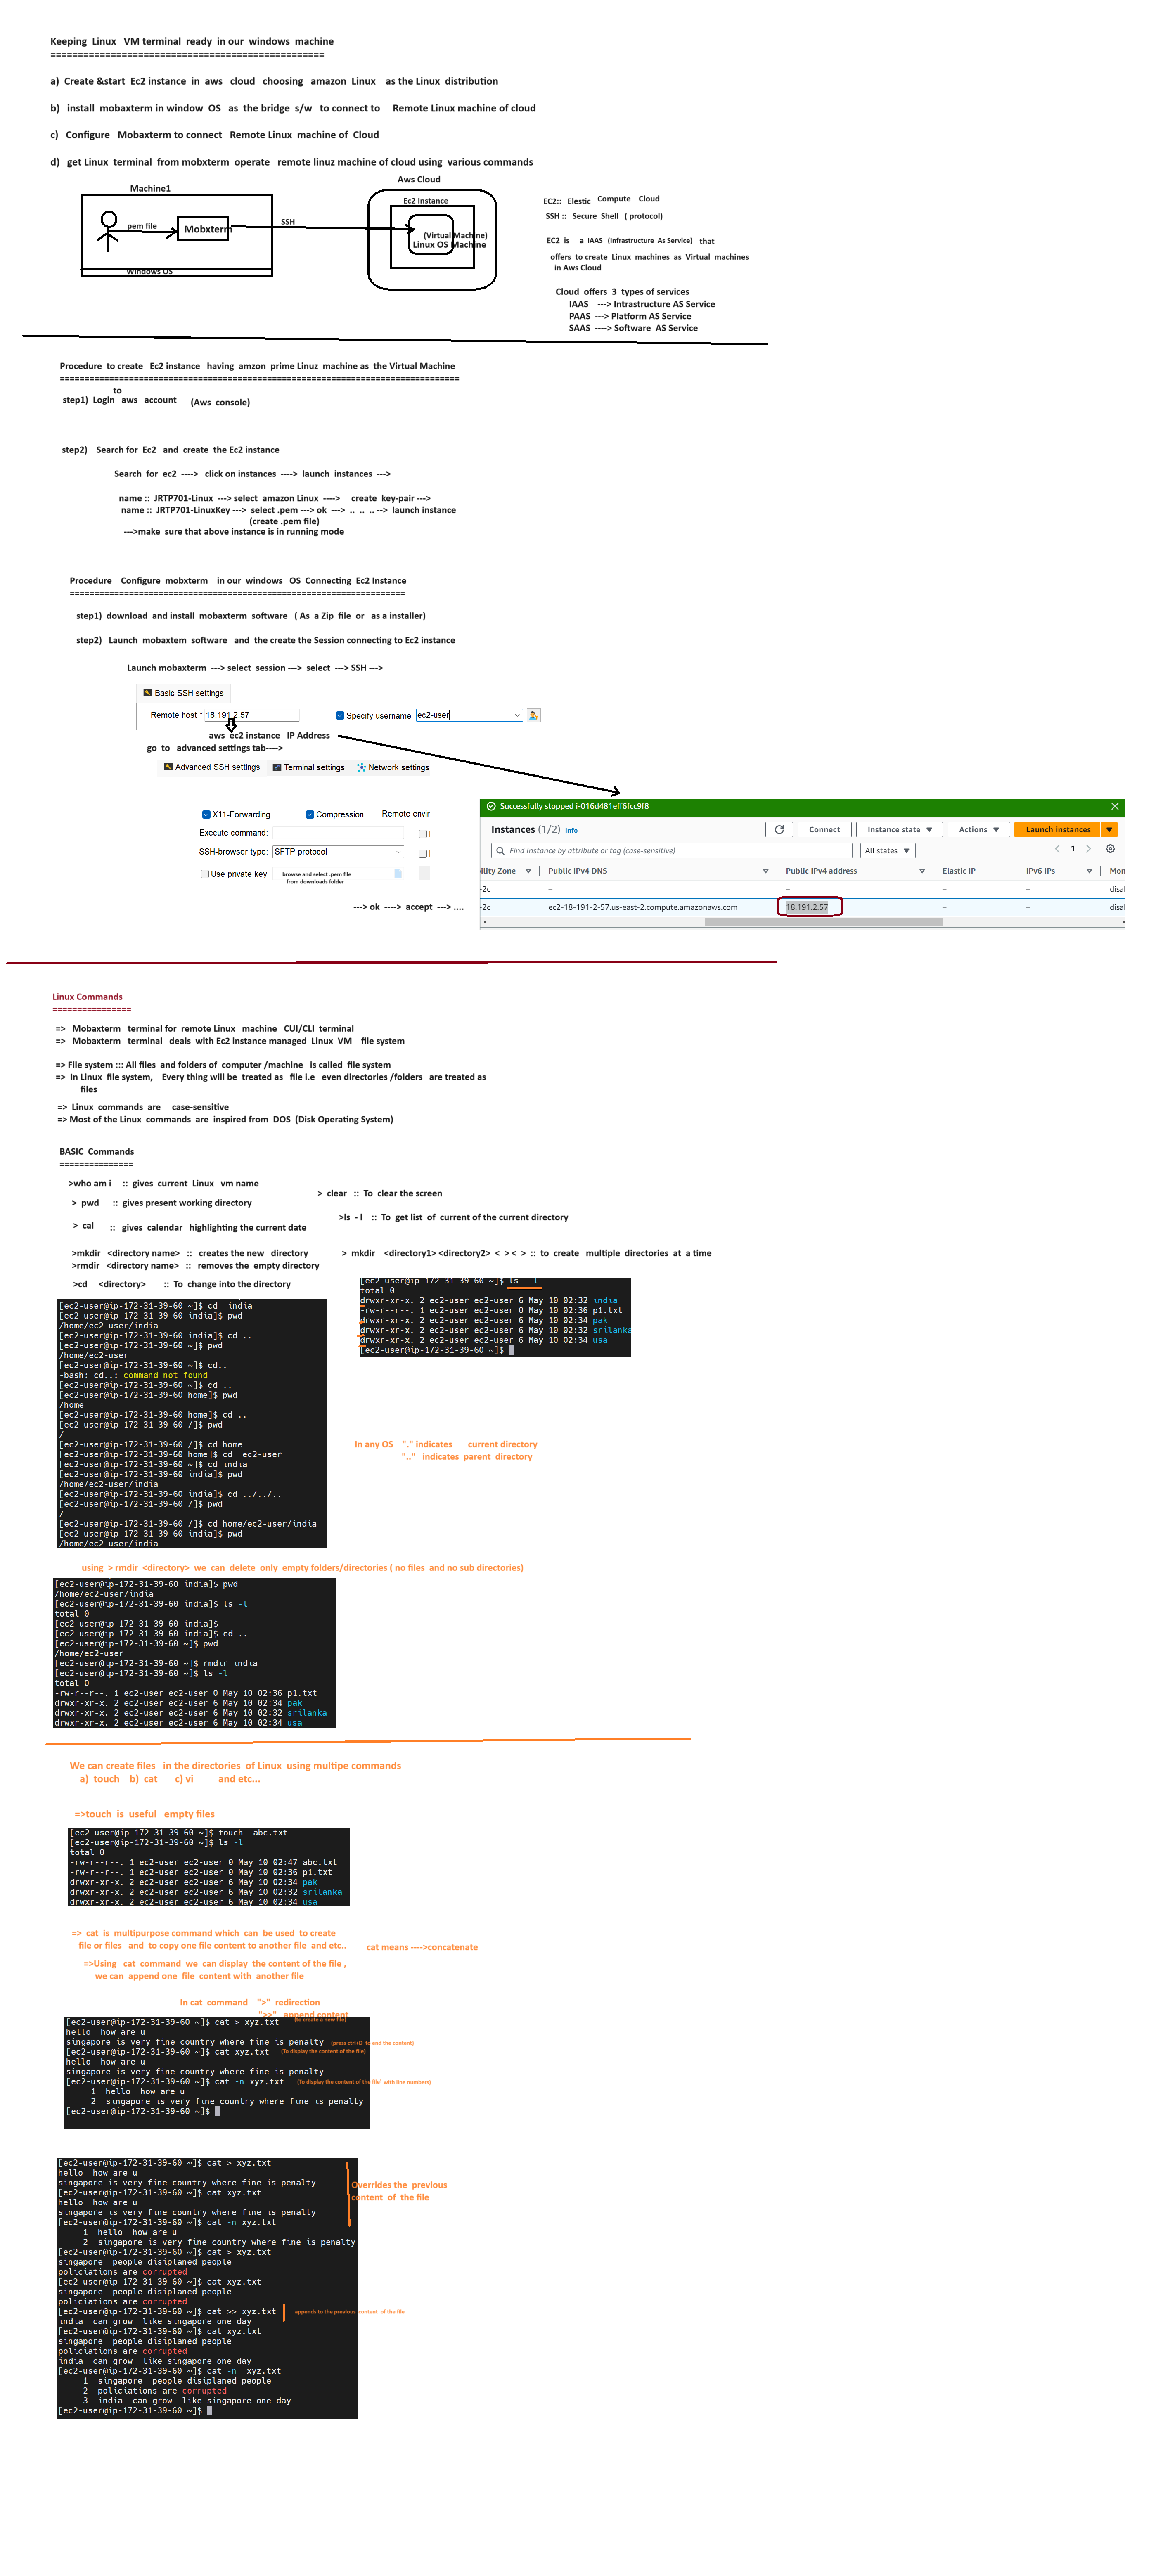 Keeping Linux VM terminal ready in our windows machine
==================================================
a) Create &start Ec2 instance in aws cloud choosing amazon Linux as the Linux distribution
b) install mobaxterm in window OS as the bridge s/w to connect to Remote Linux machine of cloud
c) Configure Mobaxterm to connect Remote Linux machine of Cloud
d) get Linux terminal from mobxterm operate remote linuz machine of cloud using various commands
Machine1
pem file
Mobxterm
Windows OS
SSH
Aws Cloud
Ec2 Instance
(Virtual Machine)
Linux OS Machine
EC2:: Elestic Compute Cloud
SSH :: Secure Shell ( protocol)
EC2 is a IAAS (Infrastructure As Service) that
offers to create Linux machines as Virtual machines
in Aws Cloud
Cloud offers 3 types of services
IAAS ---> Intrastructure AS Service
PAAS ---> Platform AS Service
SAAS ----> Software AS Service
Procedure to create Ec2 instance having amzon prime Linuz machine as the Virtual Machine
=================================================================================
to
step1) Login aws account (Aws console)
step2) Search for Ec2 and create the Ec2 instance
Search for ec2 ----> click on instances ----> launch instances --->
name :: JRTP701-Linux ---> select amazon Linux ----> create key-pair --->
name :: JRTP701-LinuxKey ---> select .pem ---> ok ---> .. .. .. --> launch instance
(create .pem file)
--->make sure that above instance is in running mode
Procedure Configure mobxterm in our windows OS Connecting Ec2 Instance
====================================================================
step1) download and install mobaxterm software ( As a Zip file or as a installer)
step2) Launch mobaxtem software and the create the Session connecting to Ec2 instance
Launch mobaxterm ---> select session ---> select ---> SSH --->
Basic SSH settings
Remote host * 18.191.2.57 Specify username ec2-user
aws ec2 instance IP Address
go to advanced settings tab---->
Advanced SSH settings Terminal settings Network settings
X11-Forwarding Compression Remote envir
Execute command:
SSH-browser type: SFTP protocol
Use private key browse and select .pem file
from downloads folder
---> ok ----> accept ---> ....
Successfully stopped i-016d481eff6fcc9f8
Instances (1/2) Info Connect Instance state Actions Launch instances
Find Instance by attribute or tag (case-sensitive) All states 1
ility Zone Public IPv4 DNS Public IPv4 address Elastic IP IPv6 IPs Mon
-2c – – – – disal
-2c ec2-18-191-2-57.us-east-2.compute.amazonaws.com 18.191.2.57 – – disal
Linux Commands
================
=> Mobaxterm terminal for remote Linux machine CUI/CLI terminal
=> Mobaxterm terminal deals with Ec2 instance managed Linux VM file system
=> File system ::: All files and folders of computer /machine is called file system
=> In Linux file system, Every thing will be treated as file i.e even directories /folders are treated as
files
=> Linux commands are case-sensitive
=> Most of the Linux commands are inspired from DOS (Disk Operating System)
BASIC Commands
===============
>who am i :: gives current Linux vm name
> clear :: To clear the screen
> pwd :: gives present working directory
>ls - l :: To get list of current of the current directory
> cal :: gives calendar highlighting the current date
>mkdir <directory name> :: creates the new directory
> mkdir <directory1> <directory2> < > < > :: to create multiple directories at a time
>rmdir <directory name> :: removes the empty directory
>cd <directory> :: To change into the directory
[ec2-user@ip-172-31-39-60 ~]$ ls -l
total 0
drwxr-xr-x. 2 ec2-user ec2-user 6 May 10 02:32 india
-rw-r--r--. 1 ec2-user ec2-user 0 May 10 02:36 p1.txt
drwxr-xr-x. 2 ec2-user ec2-user 6 May 10 02:34 pak
drwxr-xr-x. 2 ec2-user ec2-user 6 May 10 02:32 srilanka
drwxr-xr-x. 2 ec2-user ec2-user 6 May 10 02:34 usa
[ec2-user@ip-172-31-39-60 ~]$
[ec2-user@ip-172-31-39-60 ~]$ cd india
[ec2-user@ip-172-31-39-60 india]$ pwd
/home/ec2-user/india
[ec2-user@ip-172-31-39-60 india]$ cd ..
[ec2-user@ip-172-31-39-60 ~]$ pwd
/home/ec2-user
[ec2-user@ip-172-31-39-60 ~]$ cd..
-bash: cd..: command not found
[ec2-user@ip-172-31-39-60 ~]$ cd ..
[ec2-user@ip-172-31-39-60 home]$ pwd
/home
[ec2-user@ip-172-31-39-60 home]$ cd ..
[ec2-user@ip-172-31-39-60 /]$ pwd
/
[ec2-user@ip-172-31-39-60 /]$ cd home
[ec2-user@ip-172-31-39-60 home]$ cd ec2-user
[ec2-user@ip-172-31-39-60 ~]$ cd india
[ec2-user@ip-172-31-39-60 india]$ pwd
/home/ec2-user/india
[ec2-user@ip-172-31-39-60 india]$ cd ../../..
[ec2-user@ip-172-31-39-60 /]$ pwd
/
[ec2-user@ip-172-31-39-60 /]$ cd home/ec2-user/india
[ec2-user@ip-172-31-39-60 india]$ pwd
/home/ec2-user/india
In any OS "." indicates current directory
".." indicates parent directory
using > rmdir <directory> we can delete only empty folders/directories ( no files and no sub directories)
[ec2-user@ip-172-31-39-60 india]$ pwd
/home/ec2-user/india
[ec2-user@ip-172-31-39-60 india]$ ls -l
total 0
[ec2-user@ip-172-31-39-60 india]$
[ec2-user@ip-172-31-39-60 india]$ cd ..
[ec2-user@ip-172-31-39-60 ~]$ pwd
/home/ec2-user
[ec2-user@ip-172-31-39-60 ~]$ rmdir india
[ec2-user@ip-172-31-39-60 ~]$ ls -l
total 0
-rw-r--r--. 1 ec2-user ec2-user 0 May 10 02:36 p1.txt
drwxr-xr-x. 2 ec2-user ec2-user 6 May 10 02:34 pak
drwxr-xr-x. 2 ec2-user ec2-user 6 May 10 02:32 srilanka
drwxr-xr-x. 2 ec2-user ec2-user 6 May 10 02:34 usa
We can create files in the directories of Linux using multipe commands
a) touch b) cat c) vi and etc...
=>touch is useful empty files
[ec2-user@ip-172-31-39-60 ~]$ touch abc.txt
[ec2-user@ip-172-31-39-60 ~]$ ls -l
total 0
-rw-r--r--. 1 ec2-user ec2-user 0 May 10 02:47 abc.txt
-rw-r--r--. 1 ec2-user ec2-user 0 May 10 02:36 p1.txt
drwxr-xr-x. 2 ec2-user ec2-user 6 May 10 02:34 pak
drwxr-xr-x. 2 ec2-user ec2-user 6 May 10 02:32 srilanka
drwxr-xr-x. 2 ec2-user ec2-user 6 May 10 02:34 usa
=> cat is multipurpose command which can be used to create
file or files and to copy one file content to another file and etc..
cat means ---->concatenate
=>Using cat command we can display the content of the file ,
we can append one file content with another file
In cat command ">" redirection
">>" append content
[ec2-user@ip-172-31-39-60 ~]$ cat > xyz.txt (to create a new file)
hello how are u
singapore is very fine country where fine is penalty (press ctrl+D to end the content)
[ec2-user@ip-172-31-39-60 ~]$ cat xyz.txt (To display the content of the file)
hello how are u
singapore is very fine country where fine is penalty
[ec2-user@ip-172-31-39-60 ~]$ cat -n xyz.txt (To display the content of the file' with line numbers)
1 hello how are u
2 singapore is very fine country where fine is penalty
[ec2-user@ip-172-31-39-60 ~]$
[ec2-user@ip-172-31-39-60 ~]$ cat > xyz.txt
hello how are u
singapore is very fine country where fine is penalty
[ec2-user@ip-172-31-39-60 ~]$ cat xyz.txt
hello how are u
singapore is very fine country where fine is penalty
[ec2-user@ip-172-31-39-60 ~]$ cat -n xyz.txt
1 hello how are u
2 singapore is very fine country where fine is penalty
Overrides the previous
content of the file
[ec2-user@ip-172-31-39-60 ~]$ cat > xyz.txt
singapore people disiplaned people
policiations are corrupted
[ec2-user@ip-172-31-39-60 ~]$ cat xyz.txt
singapore people disiplaned people
policiations are corrupted
[ec2-user@ip-172-31-39-60 ~]$ cat >> xyz.txt appends to the previous content of the file
india can grow like singapore one day
[ec2-user@ip-172-31-39-60 ~]$ cat xyz.txt
singapore people disiplaned people
policiations are corrupted
india can grow like singapore one day
[ec2-user@ip-172-31-39-60 ~]$ cat -n xyz.txt
1 singapore people disiplaned people
2 policiations are corrupted
3 india can grow like singapore one day
[ec2-user@ip-172-31-39-60 ~]$